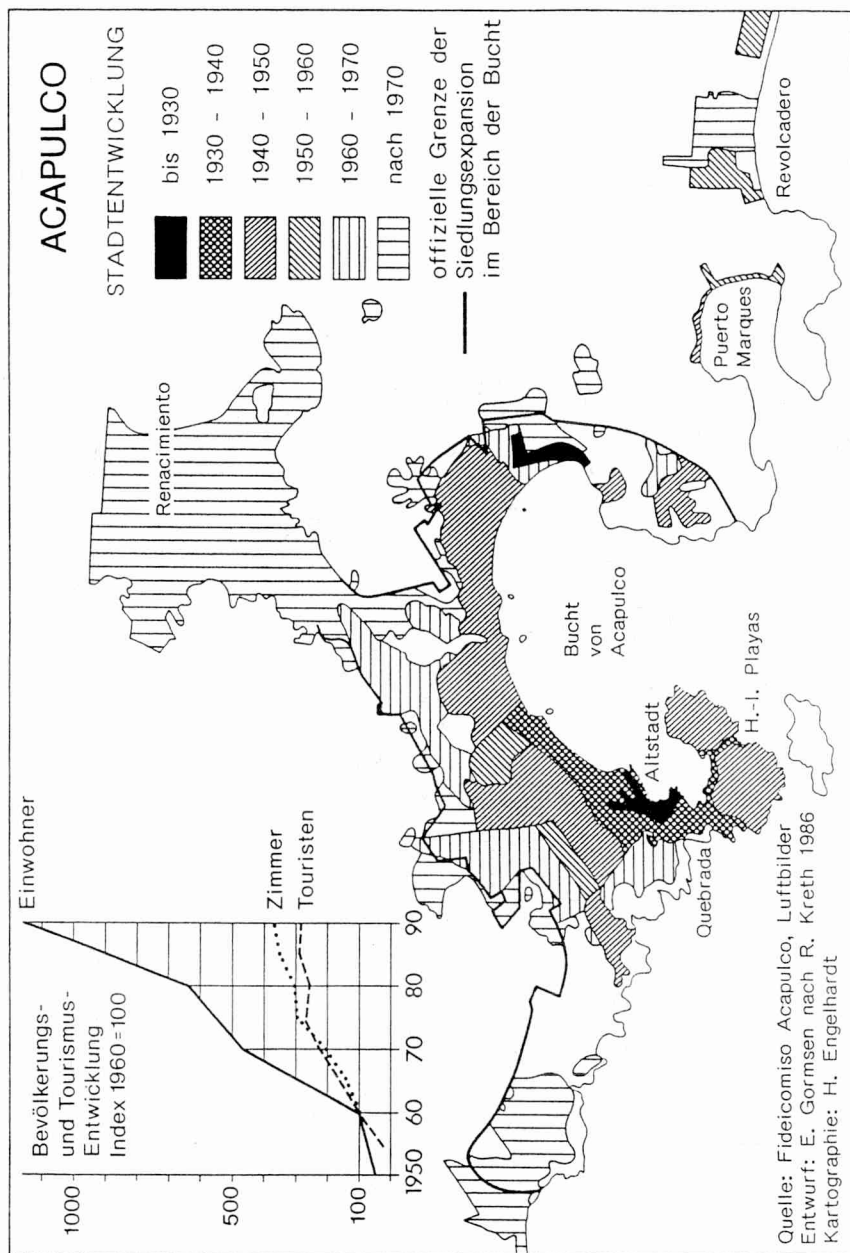 ACAPULCO
STADTENTWICKLUNG
bis 1930
1930 - 1940
1940 - 1950
1950 - 1960
1960 - 1970
nach 1970
offizielle Grenze der
Siedlungsexpansion
im Bereich der Bucht
Bevölkerungs-
und Tourismus-
Entwicklung
Index 1960=100
Einwohner
Zimmer
Touristen
1000
500
100
1950
60
70
80
90
Renacimiento
Bucht
von
Acapulco
Altstadt
H.-I. Playas
Quebrada
Puerto
Marques
Revolcadero
Quelle: Fideicomiso Acapulco, Luftbilder
Entwurf: E. Gormsen nach R. Kreth 1986
Kartographie: H. Engelhardt